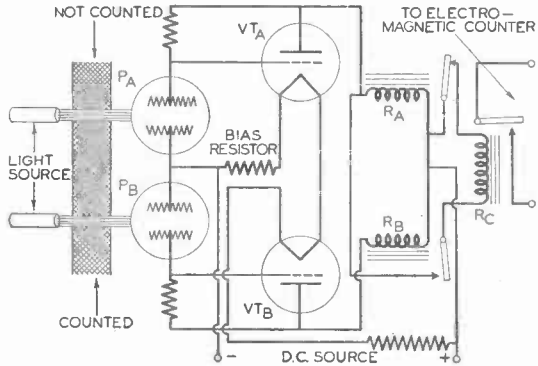 NOT COUNTED
VTA
TO ELECTRO-
MAGNETIC COUNTER
PA
RA
BIAS
RESISTOR
LIGHT
SOURCE
PB
RB
RC
VTB
COUNTED
- D.C. SOURCE +